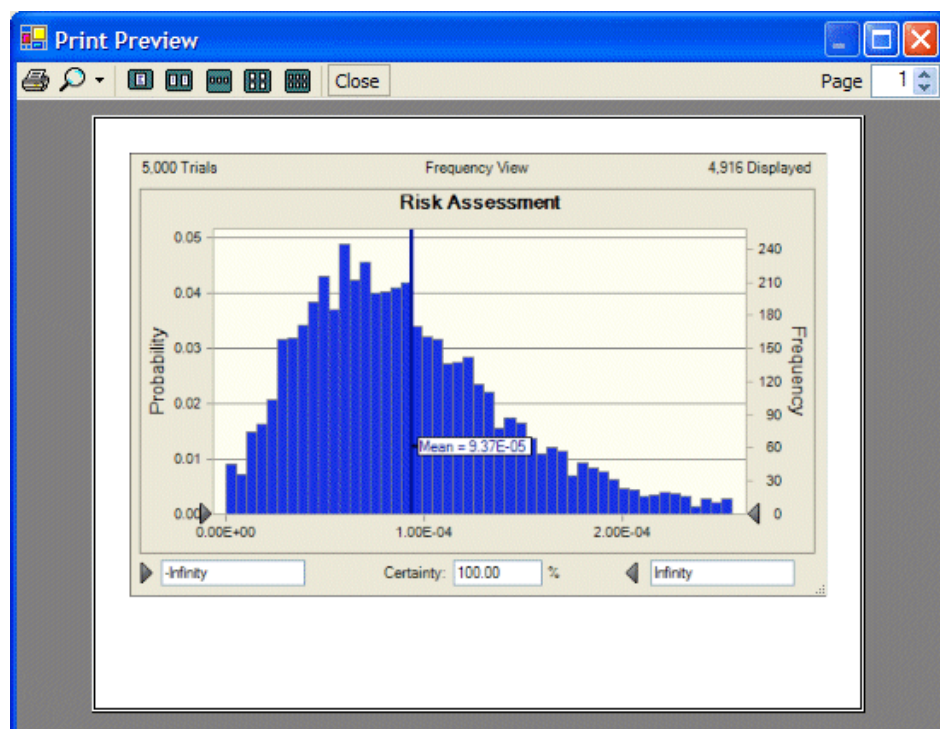 Print Preview
Close
Page 1
5,000 Trials Frequency View 4,916 Displayed
Risk Assessment
0.05
0.04
0.03
0.02
0.01
0.00
Probability
240
210
180
150
120
90
60
30
0
Frequency
Mean = 9.37E-05
0.00E+00 1.00E-04 2.00E-04
-Infinity Certainty: 100.00 % Infinity